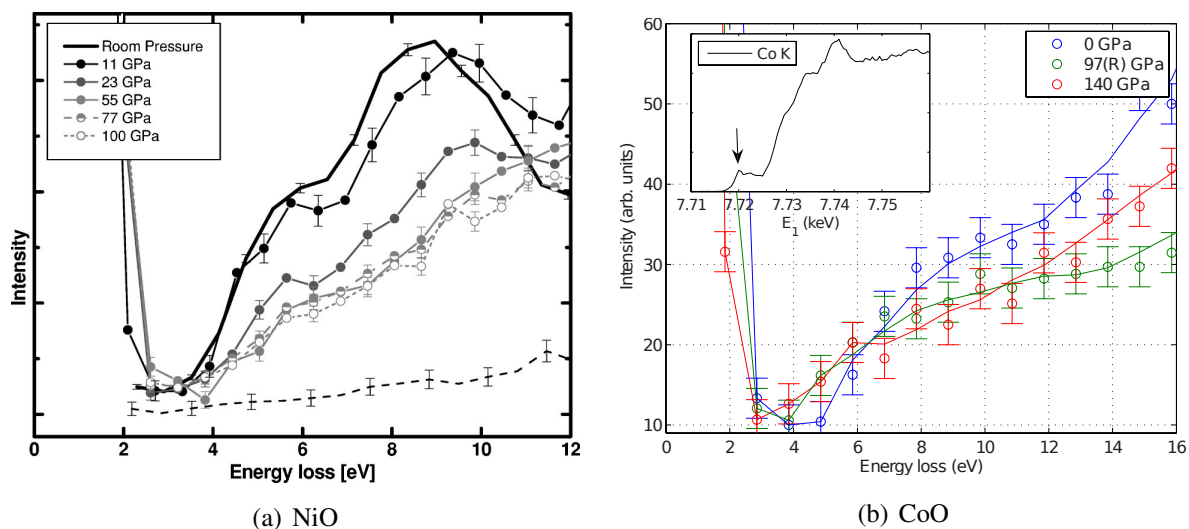 Room Pressure
11 GPa
23 GPa
55 GPa
77 GPa
100 GPa
Intensity
0 2 4 6 8 10 12
Energy loss [eV]
(a) NiO
60
50
40
30
20
10
Intensity (arb. units)
Co K
7.71 7.72 7.73 7.74 7.75
E1 (keV)
0 GPa
97(R) GPa
140 GPa
0 2 4 6 8 10 12 14 16
Energy loss (eV)
(b) CoO